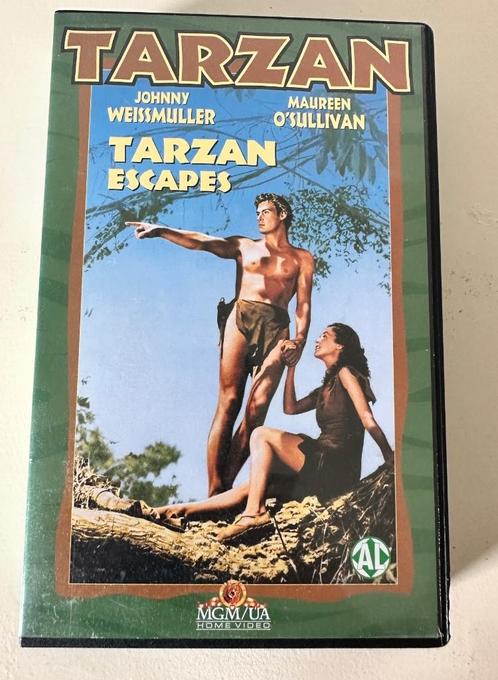 TARZAN
JOHNNY WEISSMULLER
MAUREEN O'SULLIVAN
TARZAN
ESCAPES
AL
MGM/UA
HOME VIDEO